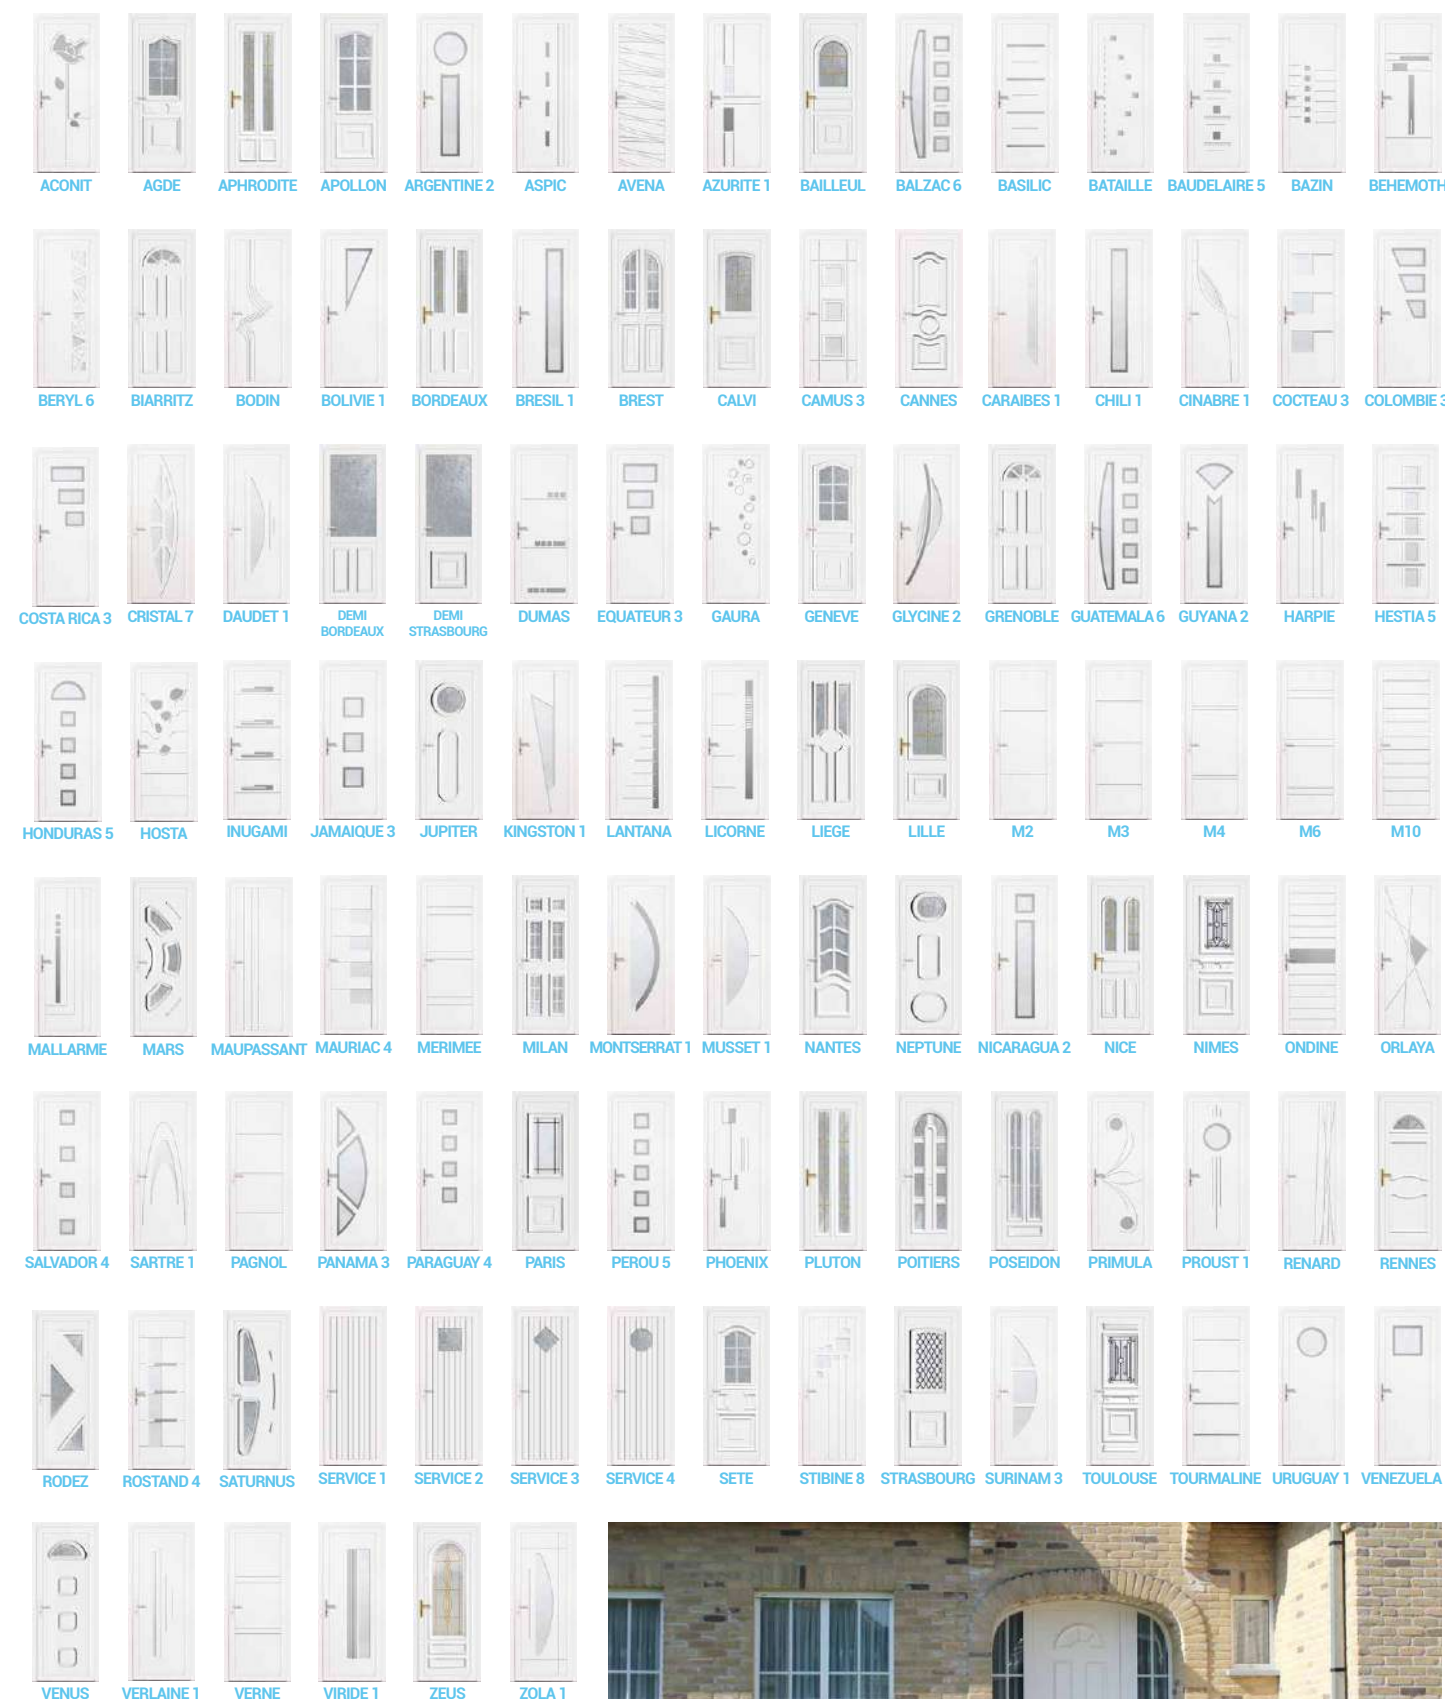 ACONIT AGDE APHRODITE APOLLON ARGENTINE 2 ASPIC AVENA AZURITE 1 BAILLEUL BALZAC 6 BASILIC BATAILLE BAUDELAIRE 5 BAZIN BEHEMOTH
BERYL 6 BIARRITZ BODIN BOLIVIE 1 BORDEAUX BRESIL 1 BREST CALVI CAMUS 3 CANNES CARAIBES 1 CHILI 1 CINABRE 1 COCTEAU 3 COLOMBIE 3
COSTA RICA 3 CRISTAL 7 DAUDET 1 DEMI BORDEAUX DEMI STRASBOURG DUMAS EQUATEUR 3 GAURA GENEVE GLYCINE 2 GRENOBLE GUATEMALA 6 GUYANA 2 HARPIE HESTIA 5
HONDURAS 5 HOSTA INUGAMI JAMAIQUE 3 JUPITER KINGSTON 1 LANTANA LICORNE LIEGE LILLE M2 M3 M4 M6 M10
MALLARME MARS MAUPASSANT MAURIAC 4 MERIMEE MILAN MONTSERRAT 1 MUSSET 1 NANTES NEPTUNE NICARAGUA 2 NICE NIMES ONDINE ORLAYA
SALVADOR 4 SARTRE 1 PAGNOL PANAMA 3 PARAGUAY 4 PARIS PEROU 5 PHOENIX PLUTON POITIERS POSEIDON PRIMULA PROUST 1 RENARD RENNES
RODEZ ROSTAND 4 SATURNUS SERVICE 1 SERVICE 2 SERVICE 3 SERVICE 4 SETE STIBINE 8 STRASBOURG SURINAM 3 TOULOUSE TOURMALINE URUGUAY 1 VENEZUELA
VENUS VERLAINE 1 VERNE VIRIDE 1 ZEUS ZOLA 1